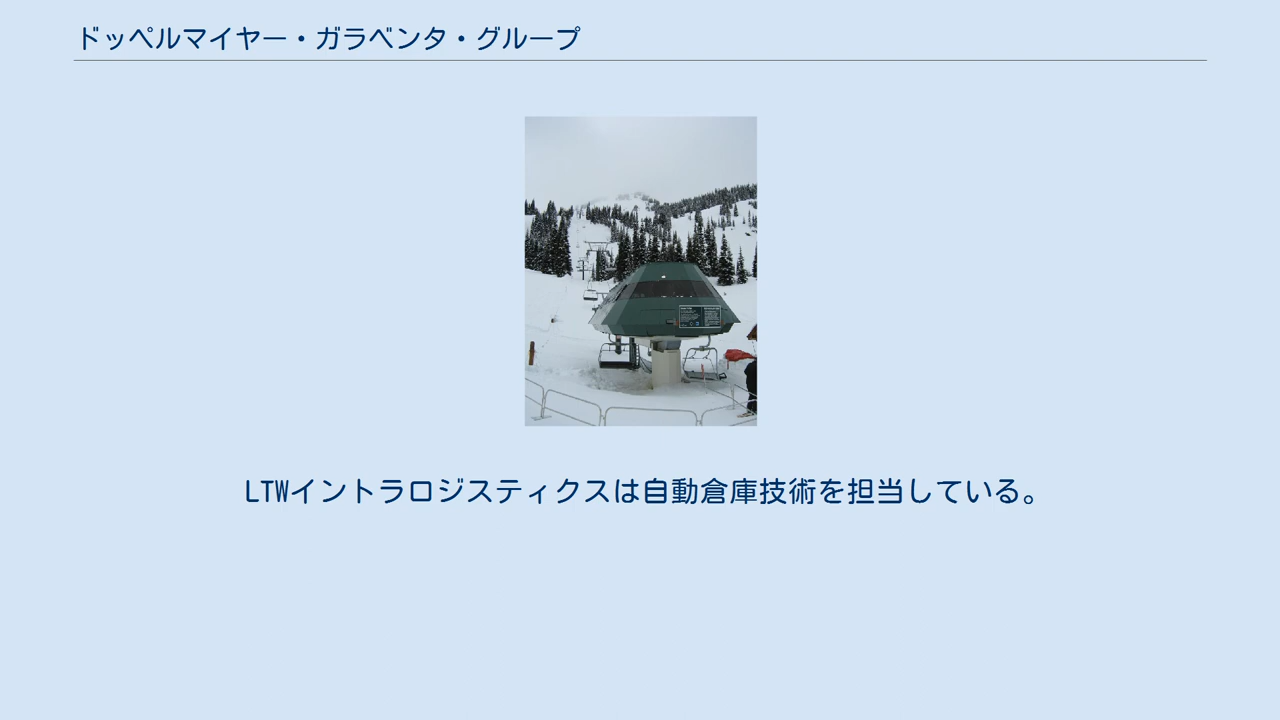 ドッペルマイヤー・ガラベンタ・グループ
LTWイントラロジスティクスは自動倉庫技術を担当している。